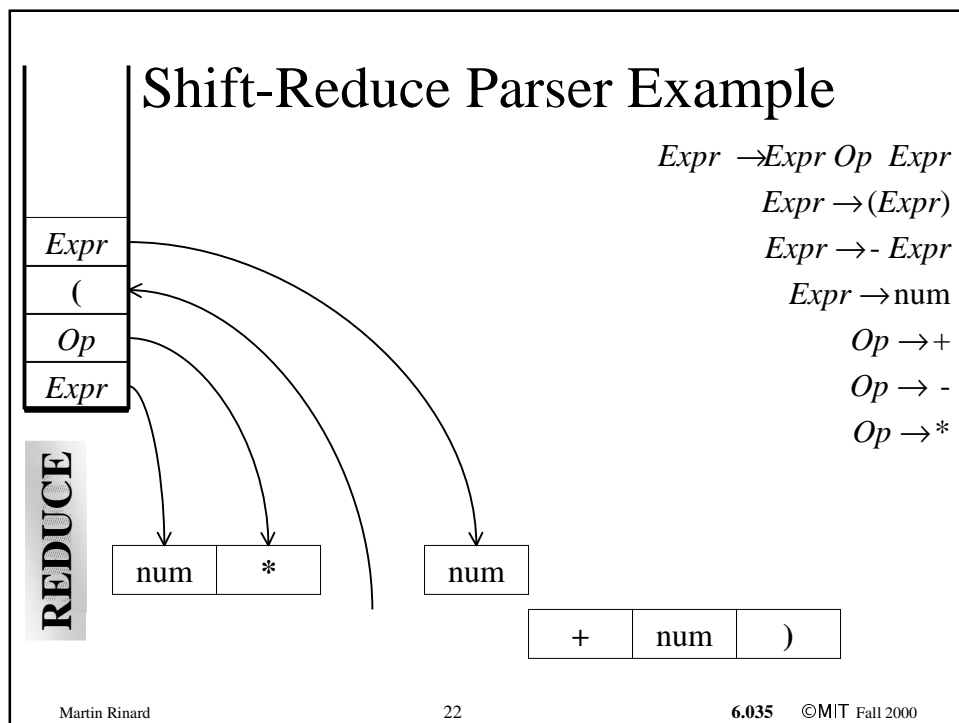 Shift-Reduce Parser Example
Expr → Expr Op Expr
Expr → (Expr)
Expr → - Expr
Expr → num
Op → +
Op → -
Op → *
Expr
(
Op
Expr
REDUCE
num * num
+ num )
Martin Rinard 22 6.035 ©MIT Fall 2000